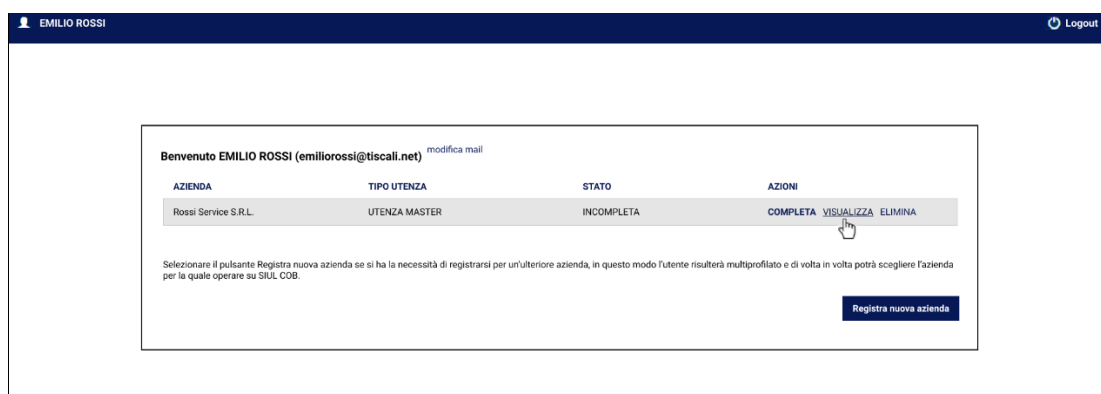 EMILIO ROSSI Logout
Benvenuto EMILIO ROSSI (emiliorossi@tiscali.net) modifica mail
AZIENDA TIPO UTENZA STATO AZIONI
Rossi Service S.R.L. UTENZA MASTER INCOMPLETA COMPLETA VISUALIZZA ELIMINA
Selezionare il pulsante Registra nuova azienda se si ha la necessità di registrarsi per un'ulteriore azienda, in questo modo l'utente risulterà multiprofilato e di volta in volta potrà scegliere l'azienda
per la quale operare su SIUL COB.
Registra nuova azienda